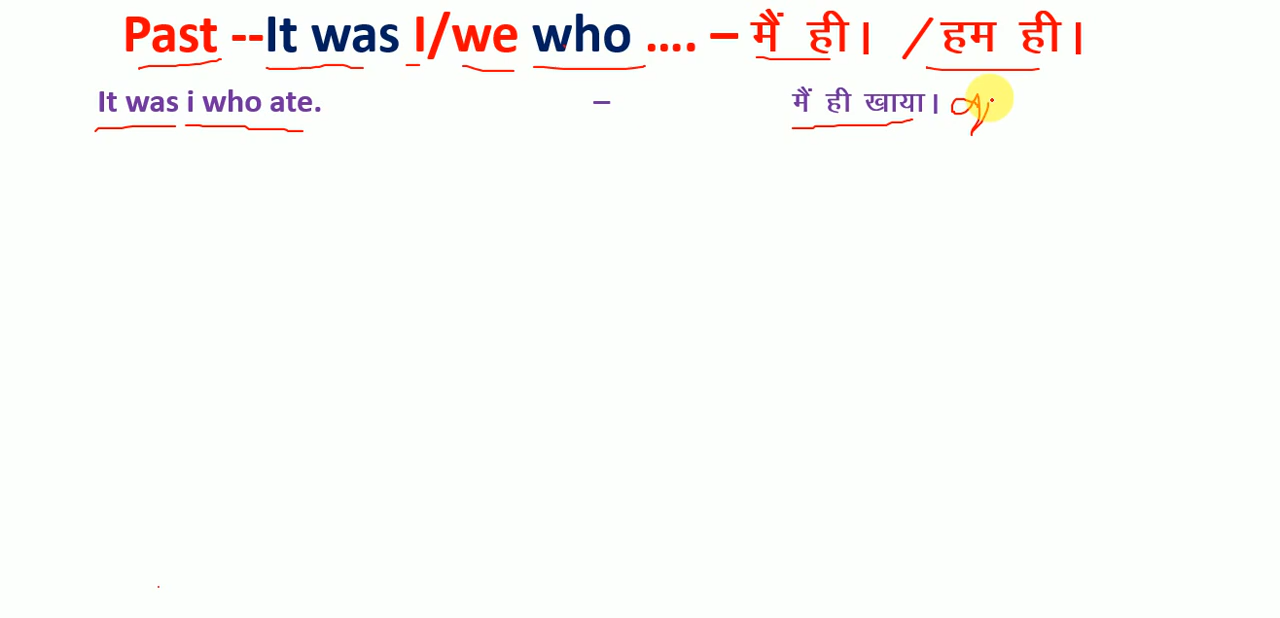 Past --It was I/we who .... – मैं ही। /हम ही।
It was i who ate. – मैं ही खाया।